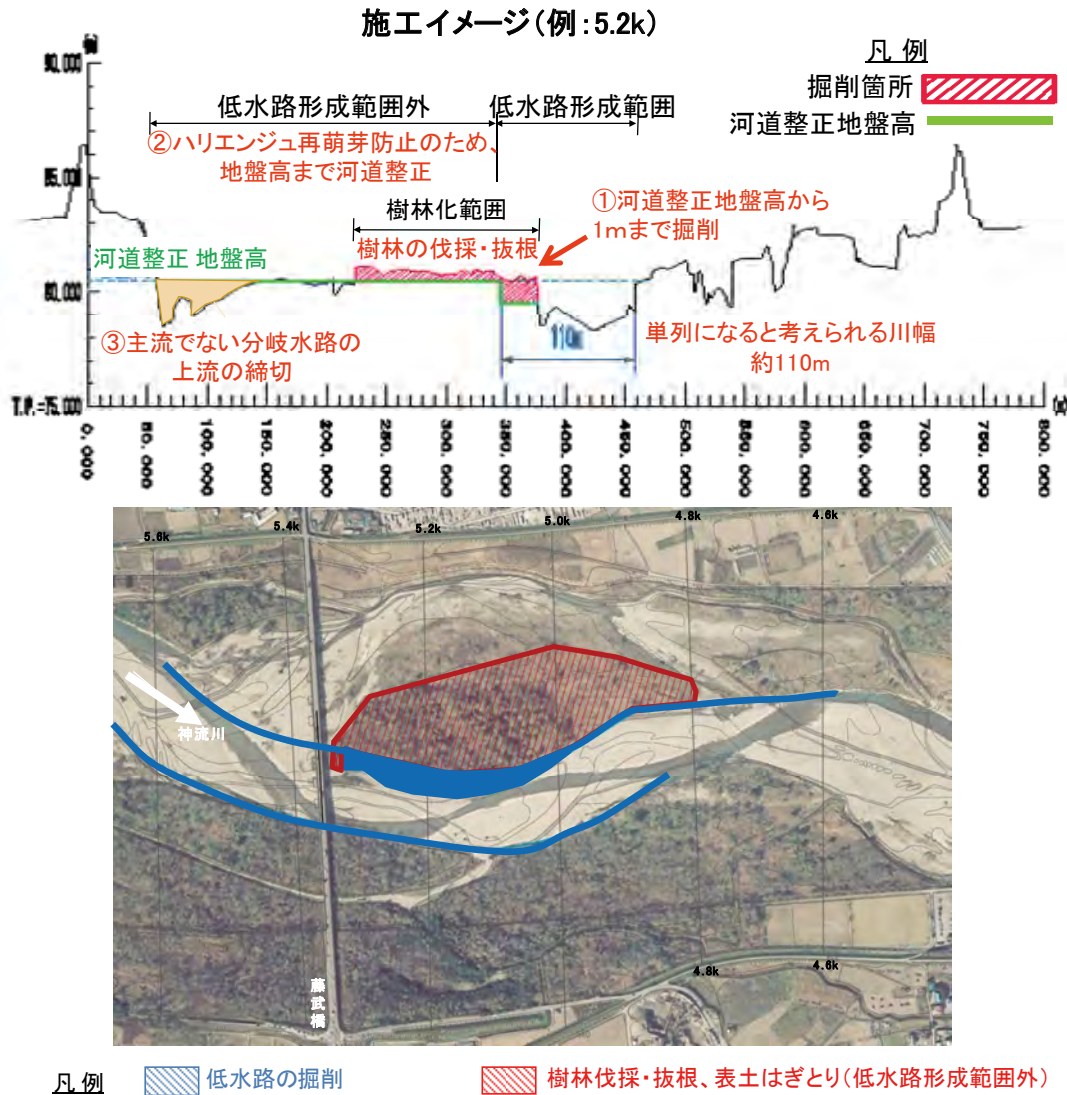 施工イメージ（例：5.2k）
凡 例
掘削箇所
河道整正地盤高
90.000
85.000
80.000
T.P.=75.000
低水路形成範囲外
低水路形成範囲
②ハリエンジュ再萌芽防止のため、
地盤高まで河道整正
①河道整正地盤高から
1mまで掘削
樹林化範囲
樹林の伐採・抜根
河道整正 地盤高
③主流でない分岐水路の
上流の締切
110m
単列になると考えられる川幅
約110m
0.000
50.000
100.000
150.000
200.000
250.000
300.000
350.000
400.000
450.000
500.000
550.000
600.000
650.000
700.000
750.000
800.000
5.6k
5.4k
5.2k
5.0k
4.8k
4.6k
神流川
藤武橋
4.8k
4.6k
凡 例
低水路の掘削
樹林伐採・抜根、表土はぎとり（低水路形成範囲外）